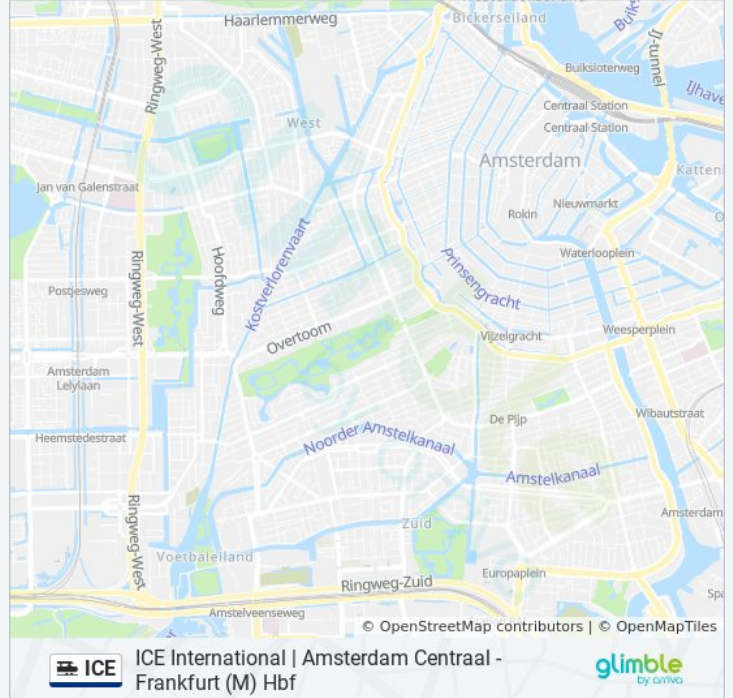 Haarlemmerweg
Bickerseiland
Ringweg-West
IJ-tunnel
Buiksloterweg
IJhave
Centraal Station
West
Centraal Station
Amsterdam
Katten
Jan van Galenstraat
Nieuwmarkt
Rokin
Kostverlorenvaart
Hoofdweg
Waterlooplein
Prinsengracht
Ringweg-West
Postjesweg
Overtoom
Vijzelgracht
Weesperplein
Amsterdam
Lelylaan
De Pijp
Wibautstraat
Heemstedestraat
Noorder Amstelkanaal
Amstelkanaal
Ringweg-West
Zuid
Amsterdam
Voetbaleiland
Europaplein
Ringweg-Zuid
Spa
Amstelveenseweg
© OpenStreetMap contributors | © OpenMapTiles
ICE
ICE International | Amsterdam Centraal -
Frankfurt (M) Hbf
glimble
by arriva